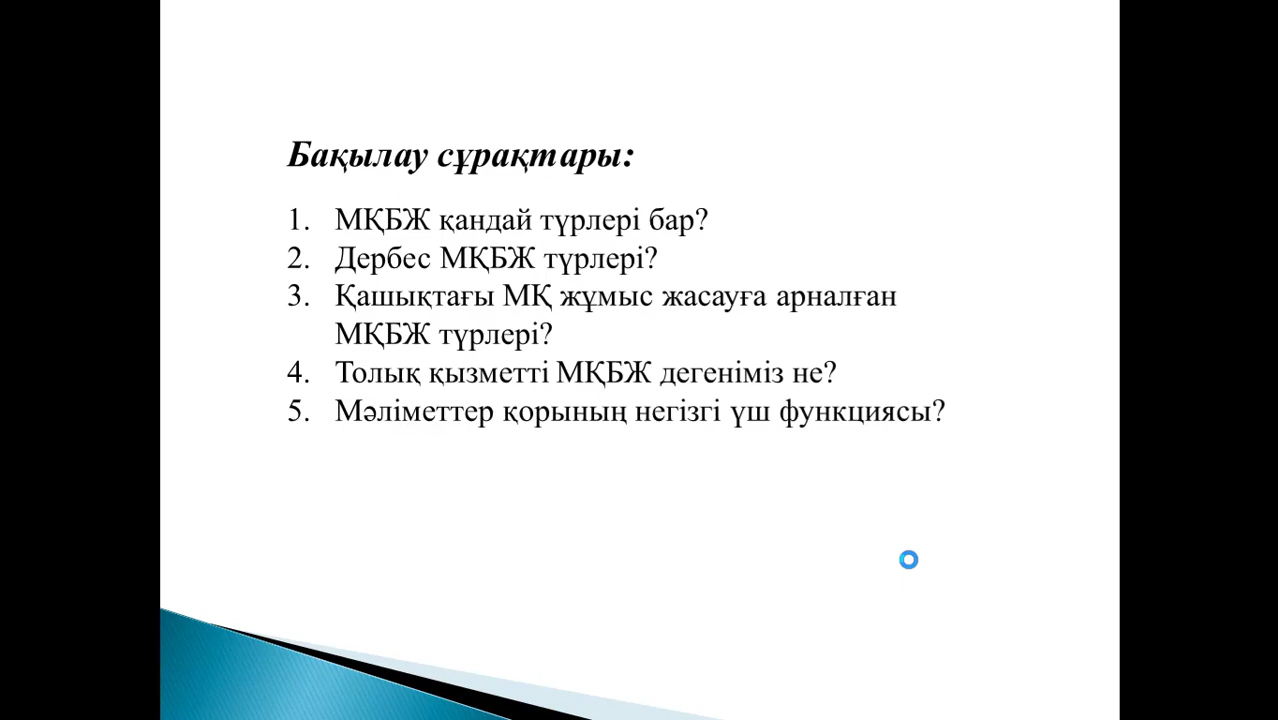 Бақылау сұрақтары:
1. МҚБЖ қандай түрлері бар?
2. Дербес МҚБЖ түрлері?
3. Қашықтағы МҚ жұмыс жасауға арналған
МҚБЖ түрлері?
4. Толық қызметті МҚБЖ дегеніміз не?
5. Мәліметтер қорының негізгі үш функциясы?